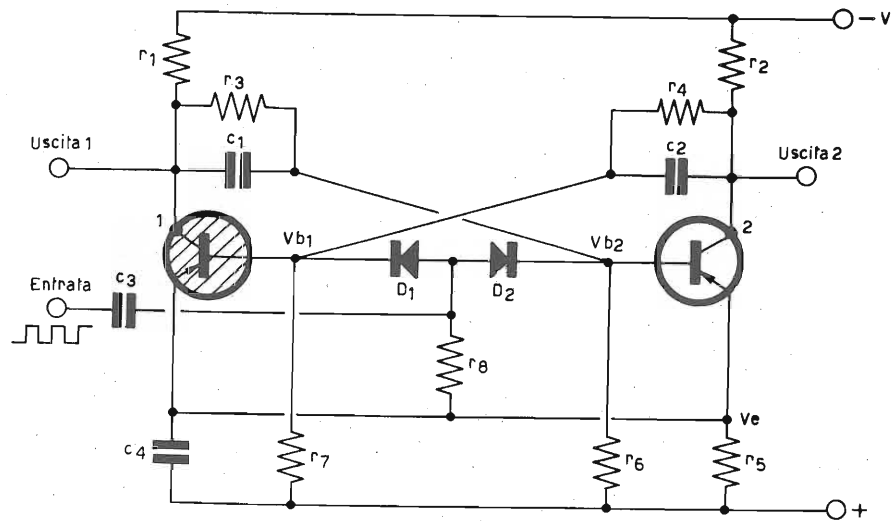 − V
r1
r2
r3
r4
Uscita 1
c1
c2
Uscita 2
1
2
Vb1
Vb2
c3
Entrata
D1
D2
r8
Ve
c4
r7
r6
r5
+